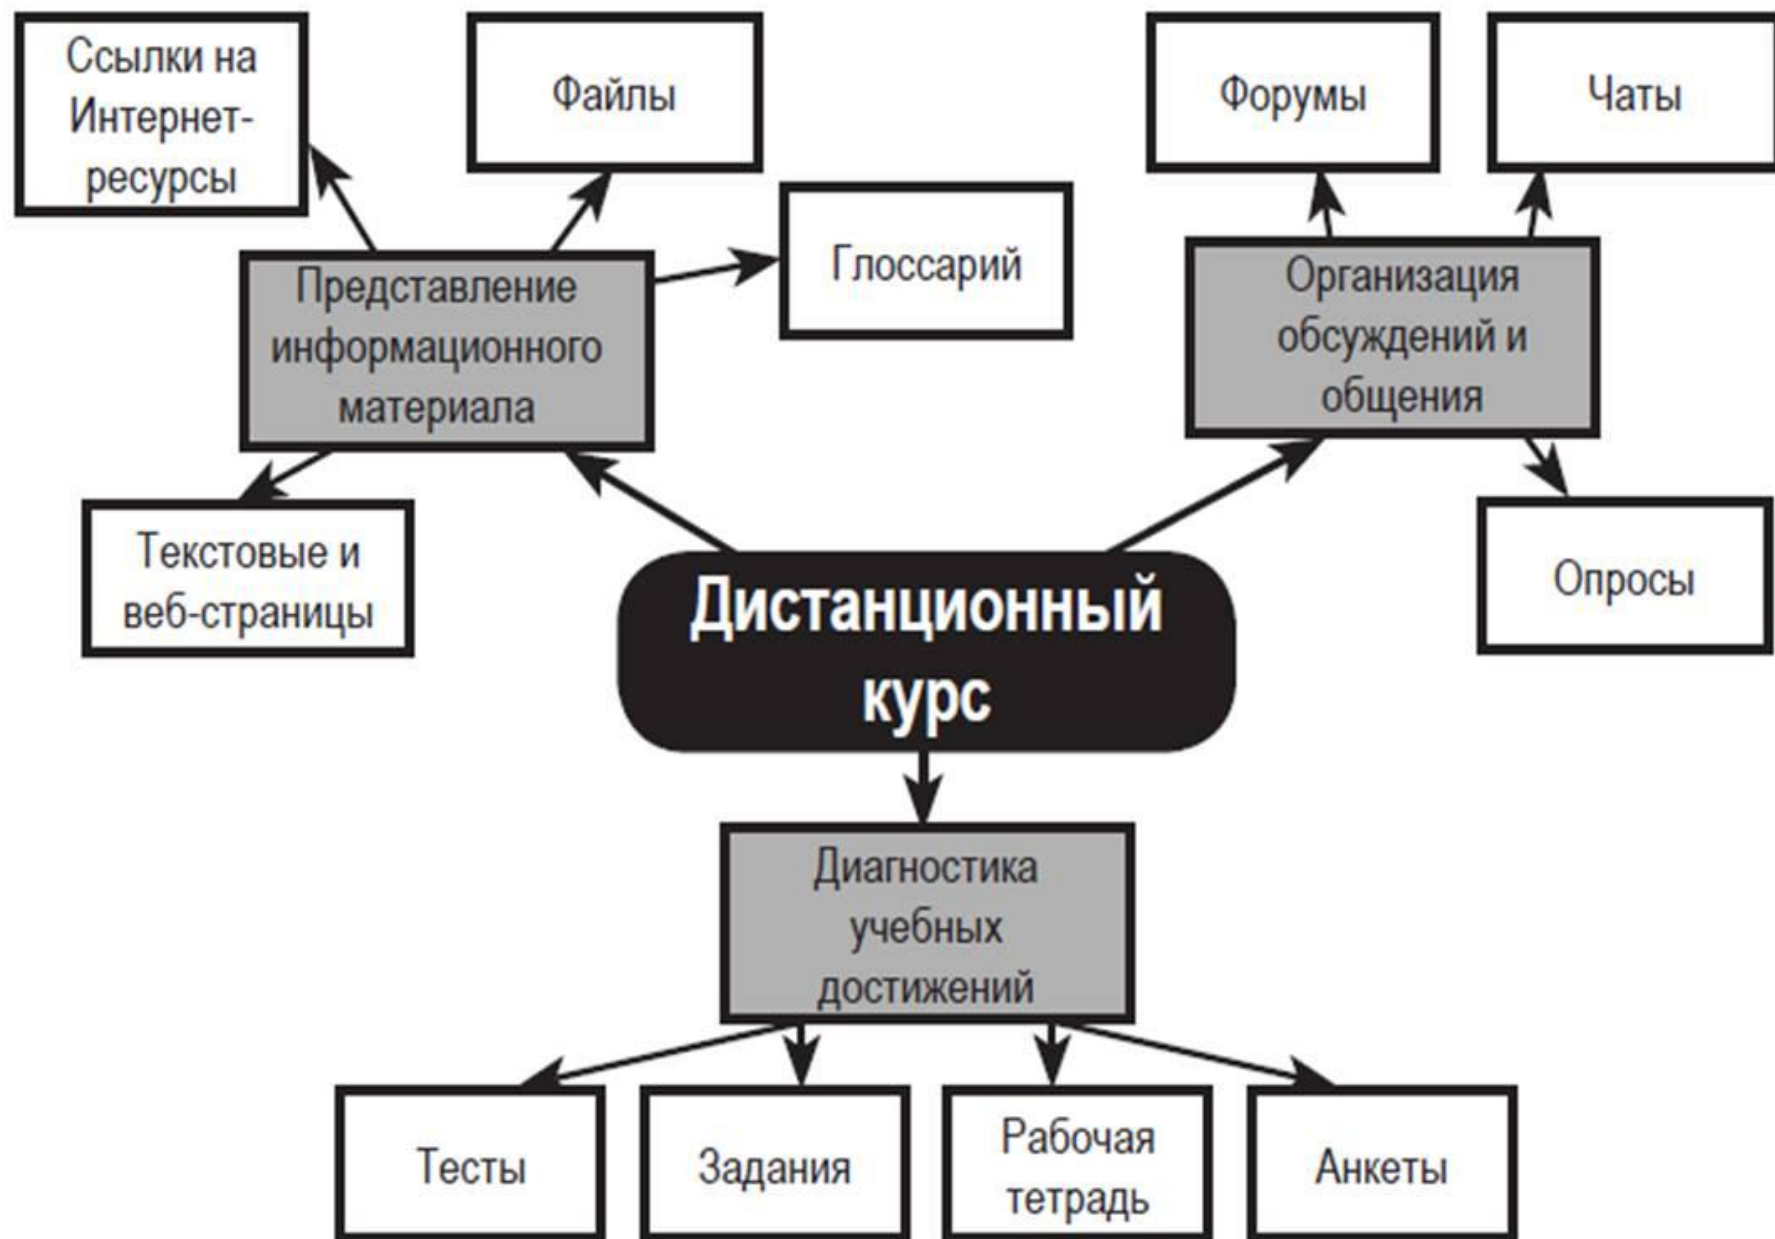 Ссылки на
Интернет-
ресурсы
Файлы
Глоссарий
Представление
информационного
материала
Текстовые и
веб-страницы
Форумы
Чаты
Организация
обсуждений и
общения
Опросы
Дистанционный
курс
Диагностика
учебных
достижений
Тесты
Задания
Рабочая
тетрадь
Анкеты